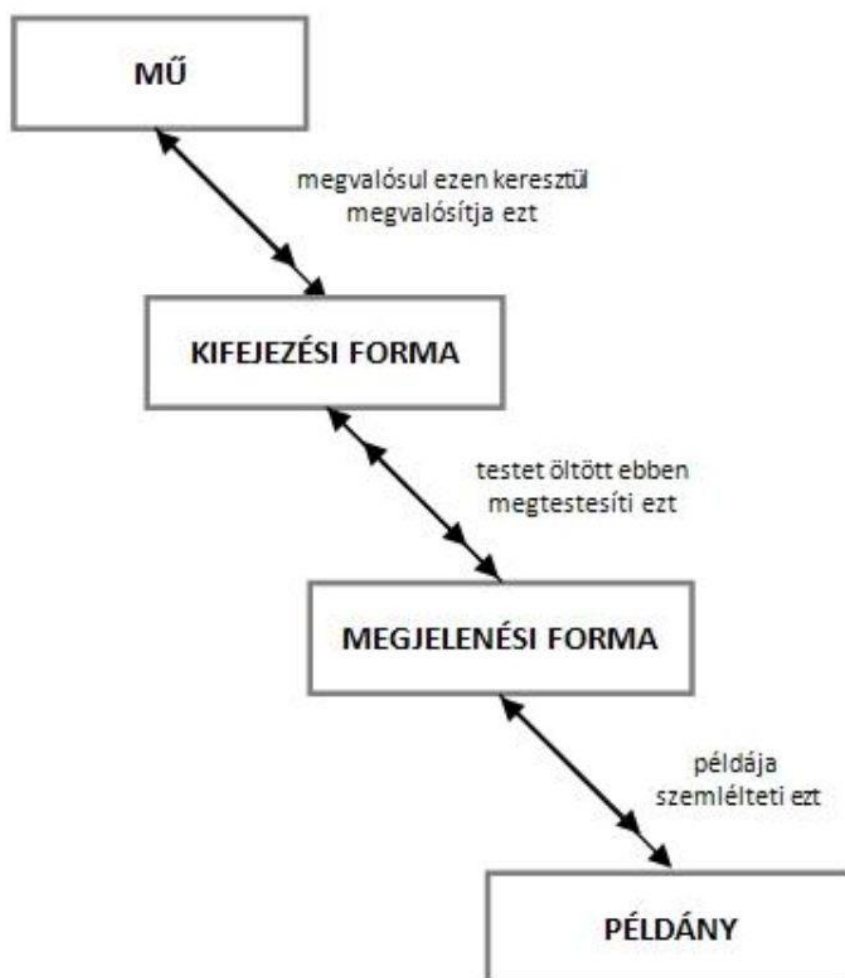 MŰ
megvalósul ezen keresztül
megvalósítja ezt
KIFEJEZÉSI FORMA
testet öltött ebben
megtestesíti ezt
MEGJELENÉSI FORMA
példája
szemlélteti ezt
PÉLDÁNY